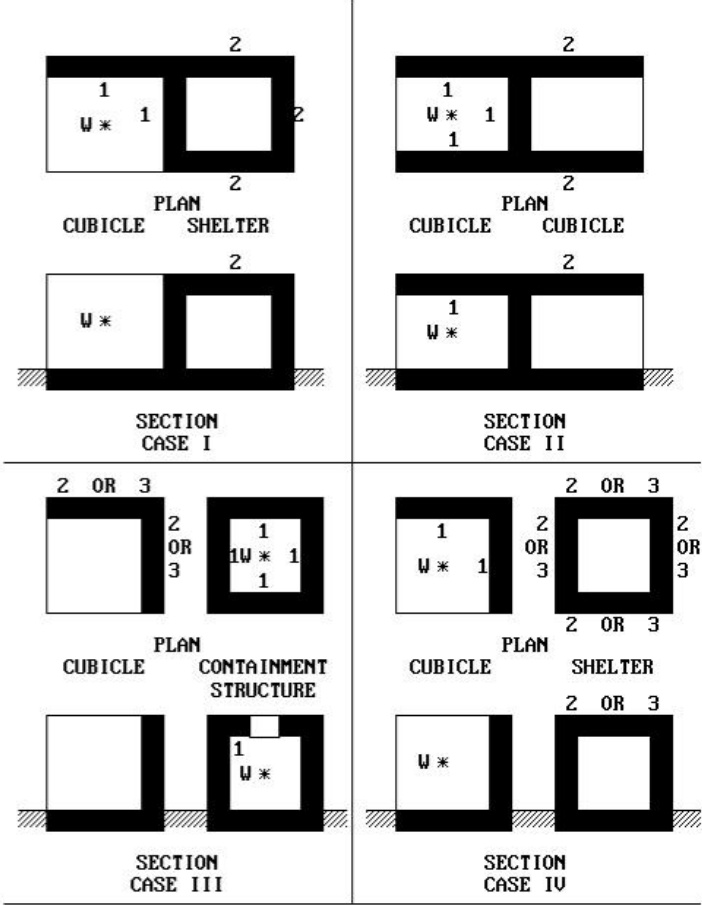 2
1
W * 1 2
2
PLAN
CUBICLE SHELTER
2
W *
SECTION
CASE I
2
1
W * 1
1
2
PLAN
CUBICLE CUBICLE
2
1
W *
SECTION
CASE II
2 OR 3
2
OR
3
1
1W * 1
1
PLAN
CUBICLE CONTAINMENT
STRUCTURE
1
W *
SECTION
CASE III
2 OR 3
1
W * 1
2
OR
3
2
OR
3
2 OR 3
PLAN
CUBICLE SHELTER
2 OR 3
W *
SECTION
CASE IV